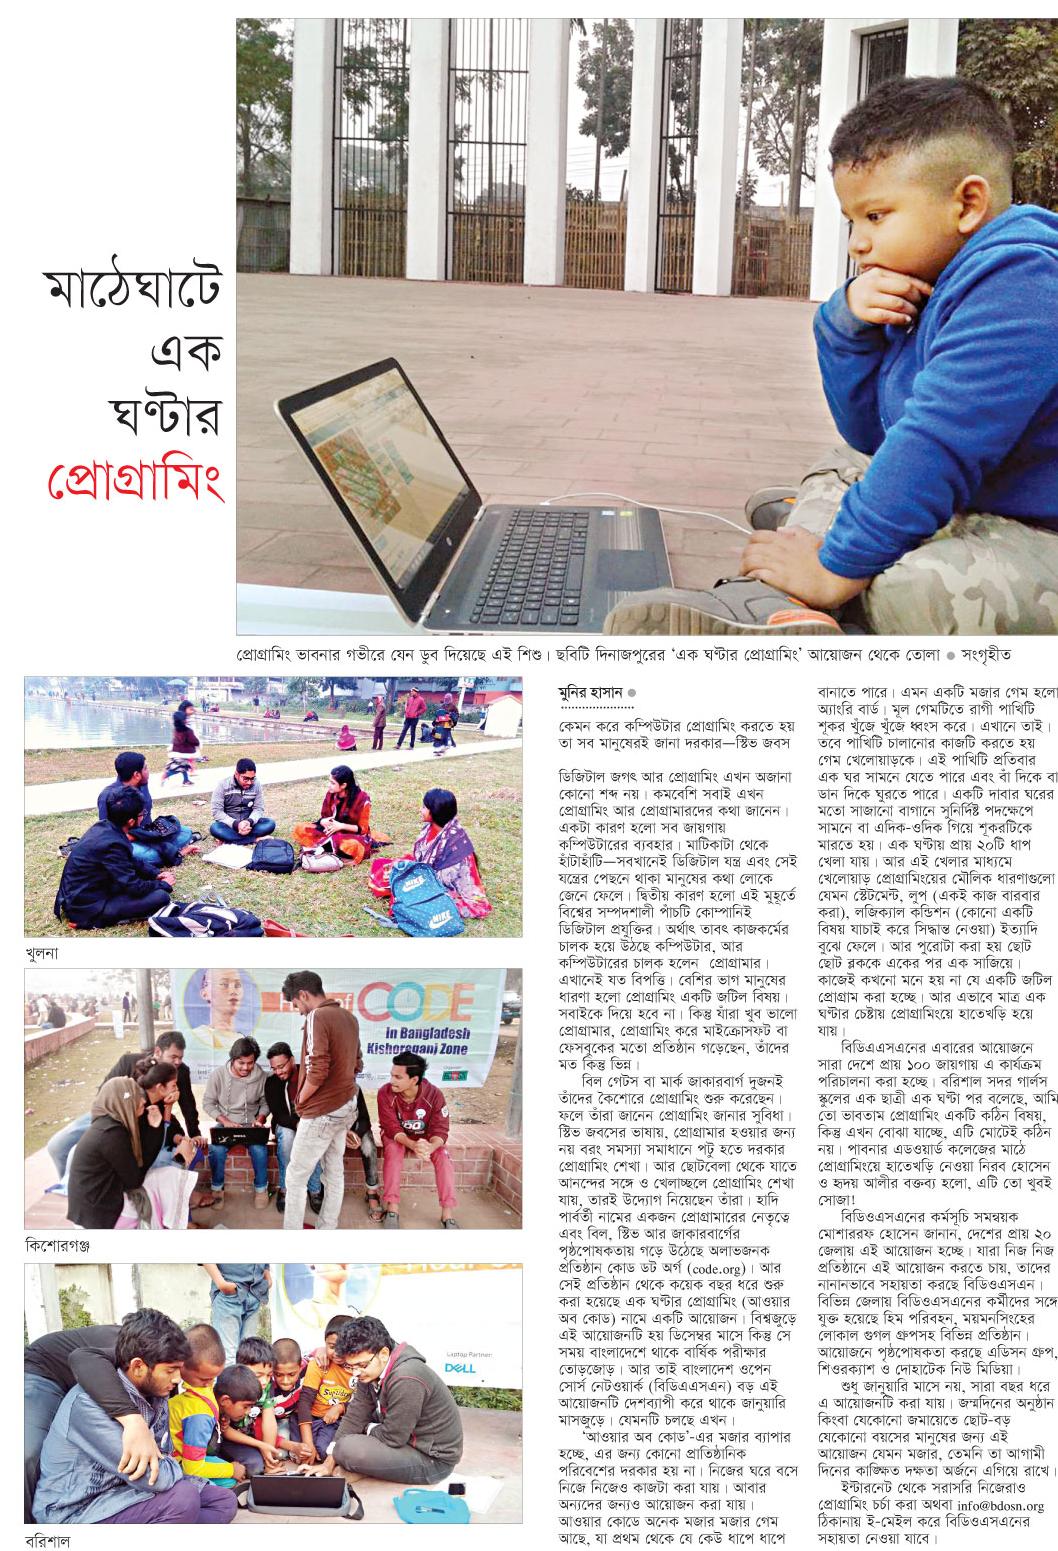 মাঠেঘাটে
এক
ঘণ্টার
প্রোগ্রামিং
প্রোগ্রামিং ভাবনার গভীরে যেন ডুব দিয়েছে এই শিশু। ছবিটি দিনাজপুরের ‘এক ঘণ্টার প্রোগ্রামিং’ আয়োজন থেকে তোলা ● সংগৃহীত
খুলনা
CODE
in Bangladesh
Kishoreganj Zone
কিশোরগঞ্জ
Laptop Partner:
DELL
বরিশাল
মুনির হাসান ●
কেমন করে কম্পিউটার প্রোগ্রামিং করতে হয়
তা সব মানুষেরই জানা দরকার—স্টিভ জবস
ডিজিটাল জগৎ আর প্রোগ্রামিং এখন অজানা
কোনো শব্দ নয়। কমবেশি সবাই এখন
প্রোগ্রামিং আর প্রোগ্রামারদের কথা জানেন।
একটা কারণ হলো সব জায়গায়
কম্পিউটারের ব্যবহার। মাটিকাটা থেকে
হাঁটাহাঁটি—সবখানেই ডিজিটাল যন্ত্র এবং সেই
যন্ত্রের পেছনে থাকা মানুষের কথা লোকে
জেনে ফেলে। দ্বিতীয় কারণ হলো এই মুহূর্তে
বিশ্বের সম্পদশালী পাঁচটি কোম্পানিই
ডিজিটাল প্রযুক্তির। অর্থাৎ তাবৎ কাজকর্মের
চালক হয়ে উঠছে কম্পিউটার, আর
কম্পিউটারের চালক হলেন প্রোগ্রামার।
এখানেই যত বিপত্তি। বেশির ভাগ মানুষের
ধারণা হলো প্রোগ্রামিং একটি জটিল বিষয়।
সবাইকে দিয়ে হবে না। কিন্তু যাঁরা খুব ভালো
প্রোগ্রামার, প্রোগ্রামিং করে মাইক্রোসফট বা
ফেসবুকের মতো প্রতিষ্ঠান গড়েছেন, তাঁদের
মত কিন্তু ভিন্ন।
বিল গেটস বা মার্ক জাকারবার্গ দুজনই
তাঁদের কৈশোরে প্রোগ্রামিং শুরু করেছেন।
ফলে তাঁরা জানেন প্রোগ্রামিং জানার সুবিধা।
স্টিভ জবসের ভাষায়, প্রোগ্রামার হওয়ার জন্য
নয় বরং সমস্যা সমাধানে পটু হতে দরকার
প্রোগ্রামিং শেখা। আর ছোটবেলা থেকে যাতে
আনন্দের সঙ্গে ও খেলাচ্ছলে প্রোগ্রামিং শেখা
যায়, তারই উদ্যোগ নিয়েছেন তাঁরা। হাদি
পার্বতী নামের একজন প্রোগ্রামারের নেতৃত্বে
এবং বিল, স্টিভ আর জাকারবার্গের
পৃষ্ঠপোষকতায় গড়ে উঠেছে অলাভজনক
প্রতিষ্ঠান কোড ডট অর্গ (code.org)। আর
সেই প্রতিষ্ঠান থেকে কয়েক বছর ধরে শুরু
করা হয়েছে এক ঘণ্টার প্রোগ্রামিং (আওয়ার
অব কোড) নামে একটি আয়োজন। বিশ্বজুড়ে
এই আয়োজনটি হয় ডিসেম্বর মাসে কিন্তু সে
সময় বাংলাদেশে থাকে বার্ষিক পরীক্ষার
তোড়জোড়। আর তাই বাংলাদেশ ওপেন
সোর্স নেটওয়ার্ক (বিডিএএসএন) বড় এই
আয়োজনটি দেশব্যাপী করে থাকে জানুয়ারি
মাসজুড়ে। যেমনটি চলছে এখন।
‘আওয়ার অব কোড’-এর মজার ব্যাপার
হচ্ছে, এর জন্য কোনো প্রাতিষ্ঠানিক
পরিবেশের দরকার হয় না। নিজের ঘরে বসে
নিজে নিজেও কাজটা করা যায়। আবার
অন্যদের জন্যও আয়োজন করা যায়।
আওয়ার কোডে অনেক মজার মজার গেম
আছে, যা প্রথম থেকে যে কেউ ধাপে ধাপে
বানাতে পারে। এমন একটি মজার গেম হলো
অ্যাংরি বার্ড। মূল গেমটিতে রাগী পাখিটি
শূকর খুঁজে খুঁজে ধ্বংস করে। এখানে তাই।
তবে পাখিটি চালানোর কাজটি করতে হয়
গেম খেলোয়াড়কে। এই পাখিটি প্রতিবার
এক ঘর সামনে যেতে পারে এবং বাঁ দিকে বা
ডান দিকে ঘুরতে পারে। একটি দাবার ঘরের
মতো সাজানো বাগানে সুনির্দিষ্ট পদক্ষেপে
সামনে বা এদিক-ওদিক গিয়ে শূকরটিকে
মারতে হয়। এক ঘণ্টায় প্রায় ২০টি ধাপ
খেলা যায়। আর এই খেলার মাধ্যমে
খেলোয়াড় প্রোগ্রামিংয়ের মৌলিক ধারণাগুলো
যেমন স্টেটমেন্ট, লুপ (একই কাজ বারবার
করা), লজিক্যাল কন্ডিশন (কোনো একটি
বিষয় যাচাই করে সিদ্ধান্ত নেওয়া) ইত্যাদি
বুঝে ফেলে। আর পুরোটা করা হয় ছোট
ছোট ব্লককে একের পর এক সাজিয়ে।
কাজেই কখনো মনে হয় না যে একটি জটিল
প্রোগ্রাম করা হচ্ছে। আর এভাবে মাত্র এক
ঘণ্টার চেষ্টায় প্রোগ্রামিংয়ে হাতেখড়ি হয়ে
যায়।
বিডিএএসএনের এবারের আয়োজনে
সারা দেশে প্রায় ১০০ জায়গায় এ কার্যক্রম
পরিচালনা করা হচ্ছে। বরিশাল সদর গার্লস
স্কুলের এক ছাত্রী এক ঘণ্টা পর বলেছে, আমি
তো ভাবতাম প্রোগ্রামিং একটি কঠিন বিষয়,
কিন্তু এখন বোঝা যাচ্ছে, এটি মোটেই কঠিন
নয়। পাবনার এডওয়ার্ড কলেজের মাঠে
প্রোগ্রামিংয়ে হাতেখড়ি নেওয়া নিরব হোসেন
ও হৃদয় আলীর বক্তব্য হলো, এটি তো খুবই
সোজা!
বিডিওএসএনের কর্মসূচি সমন্বয়ক
মোশাররফ হোসেন জানান, দেশের প্রায় ২০
জেলায় এই আয়োজন হচ্ছে। যারা নিজ নিজ
প্রতিষ্ঠানে এই আয়োজন করতে চায়, তাদের
নানানভাবে সহায়তা করছে বিডিওএসএন।
বিভিন্ন জেলায় বিডিওএসএনের কর্মীদের সঙ্গে
যুক্ত হয়েছে হিম পরিবহন, ময়মনসিংহের
লোকাল গুগল গ্রুপসহ বিভিন্ন প্রতিষ্ঠান।
আয়োজনে পৃষ্ঠপোষকতা করছে এডিসন গ্রুপ,
শিওরক্যাশ ও দোহাটেক নিউ মিডিয়া।
শুধু জানুয়ারি মাসে নয়, সারা বছর ধরে
এ আয়োজনটি করা যায়। জন্মদিনের অনুষ্ঠান
কিংবা যেকোনো জমায়েতে ছোট-বড়
যেকোনো বয়সের মানুষের জন্য এই
আয়োজন যেমন মজার, তেমনি তা আগামী
দিনের কাঙ্ক্ষিত দক্ষতা অর্জনে এগিয়ে রাখে।
ইন্টারনেট থেকে সরাসরি নিজেরাও
প্রোগ্রামিং চর্চা করা অথবা info@bdosn.org
ঠিকানায় ই-মেইল করে বিডিওএসএনের
সহায়তা নেওয়া যাবে।